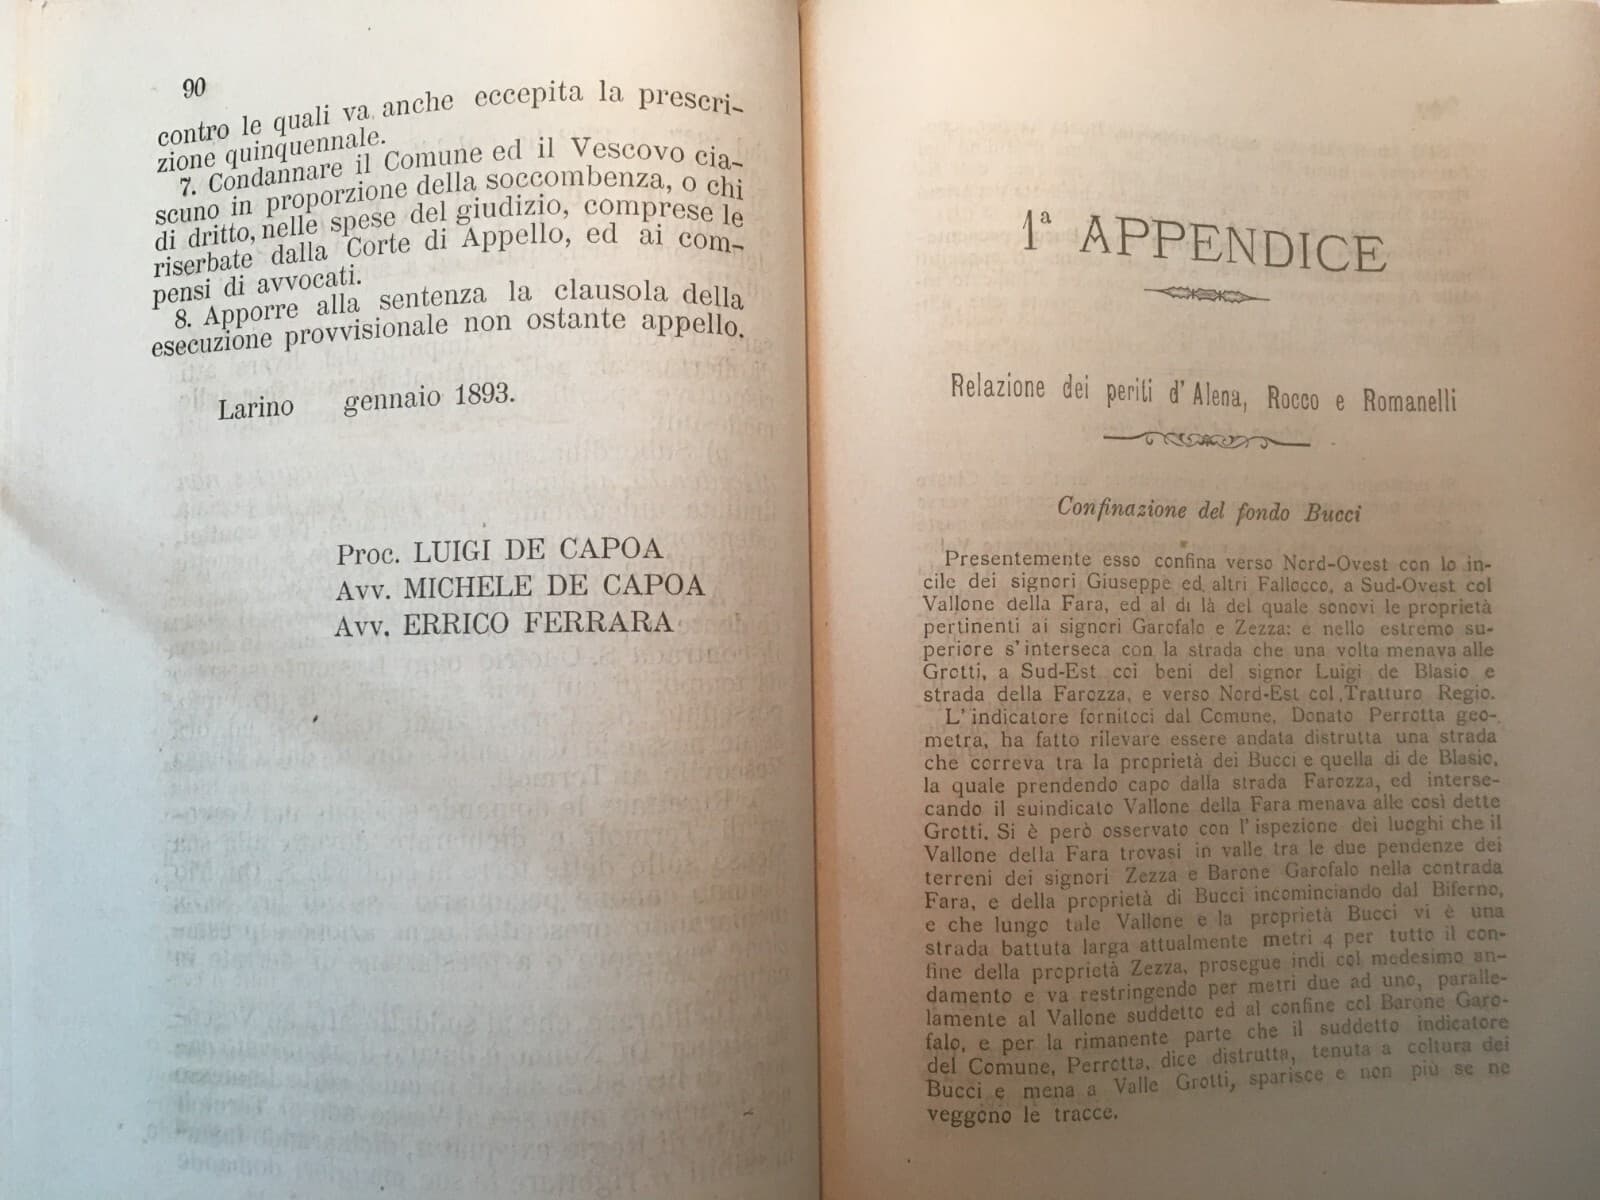 90
contro le quali va anche eccepita la prescri-
zione quinquennale.
7. Condannare il Comune ed il Vescovo cia-
scuno in proporzione della soccombenza, o chi
di dritto, nelle spese del giudizio, comprese le
riserbate dalla Corte di Appello, ed ai com-
pensi di avvocati.
8. Apporre alla sentenza la clausola della
esecuzione provvisionale non ostante appello.
Larino gennaio 1893.
Proc. LUIGI DE CAPOA
Avv. MICHELE DE CAPOA
Avv. ERRICO FERRARA
1ª APPENDICE
Relazione dei periti d'Alena, Rocco e Romanelli
Confinazione del fondo Bucci
Presentemente esso confina verso Nord-Ovest con lo in-
cile dei signori Giuseppe ed altri Fallocco, a Sud-Ovest col
Vallone della Fara, ed al di là del quale sonovi le proprietà
pertinenti ai signori Garofalo e Zezza: e nello estremo su-
periore s'interseca con la strada che una volta menava alle
Grotti, a Sud-Est coi beni del signor Luigi de Blasio e
strada della Farozza, e verso Nord-Est col Tratturo Regio.
L'indicatore fornitoci dal Comune, Donato Perrotta geo-
metra, ha fatto rilevare essere andata distrutta una strada
che correva tra la proprietà dei Bucci e quella di de Blasio,
la quale prendendo capo dalla strada Farozza, ed interse-
cando il suindicato Vallone della Fara menava alle così dette
Grotti. Si è però osservato con l'ispezione dei luoghi che il
Vallone della Fara trovasi in valle tra le due pendenze dei
terreni dei signori Zezza e Barone Garofalo nella contrada
Fara, e della proprietà di Bucci incominciando dal Biferno,
e che lungo tale Vallone e la proprietà Bucci vi è una
strada battuta larga attualmente metri 4 per tutto il con-
fine della proprietà Zezza, prosegue indi col medesimo an-
damento e va restringendo per metri due ad uno, paralle-
lamente al Vallone suddetto ed al confine col Barone Garo-
falo, e per la rimanente parte che il suddetto indicatore
del Comune, Perrotta, dice distrutta, tenuta a coltura dei
Bucci e mena a Valle Grotti, sparisce e non più se ne
veggono le tracce.